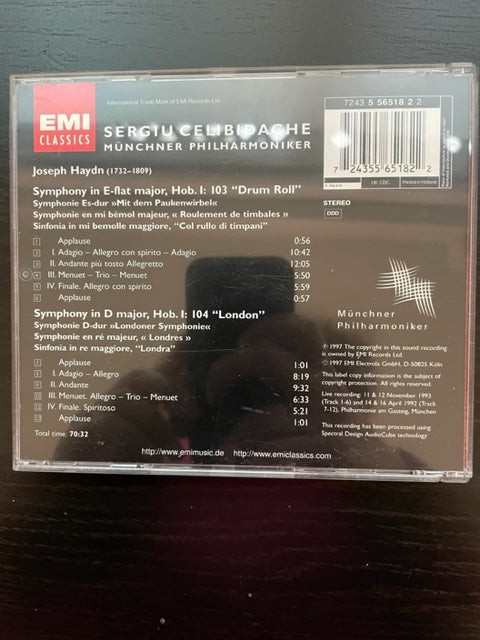 International Trade Mark of EMI Records Ltd
EMI
CLASSICS
SERGIU CELIBIDACHE
MÜNCHNER PHILHARMONIKER
7243 5 56518 2 2
7 24355 65182 2
UK: CDC
Printed in Holland
STEREO
DDD
Joseph Haydn (1732–1809)
Symphony in E-flat major, Hob. I: 103 “Drum Roll”
Symphonie Es-dur »Mit dem Paukenwirbel«
Symphonie en mi bémol majeur, « Roulement de timbales »
Sinfonia in mi bemolle maggiore, “Col rullo di timpani”
1 Applause 0:56
2 I. Adagio – Allegro con spirito – Adagio 10:42
3 II. Andante più tosto Allegretto 12:05
4 III. Menuet – Trio – Menuet 5:50
5 IV. Finale. Allegro con spirito 5:59
6 Applause 0:57
Symphony in D major, Hob. I: 104 “London”
Symphonie D-dur »Londoner Symphonie«
Symphonie en ré majeur, « Londres »
Sinfonia in re maggiore, “Londra”
7 Applause 1:01
8 I. Adagio – Allegro 8:19
9 II. Andante 9:32
10 III. Menuet. Allegro – Trio – Menuet 6:33
11 IV. Finale. Spiritoso 5:21
12 Applause 1:01
Total time: 70:32
Münchner
Philharmoniker
℗ 1997 The copyright in this sound recording
is owned by EMI Records Ltd.
© 1997 EMI Electrola GmbH, D-50825 Köln
This label copy information is the subject of
copyright protection. All rights reserved.
Live recording: 11 & 12 November 1993
(Track 1-6) and 14 & 16 April 1992 (Track
7-12), Philharmonie am Gasteig, München
This recording has been processed using
Spectral Design AudioCube technology
http://www.emimusic.de http://www.emiclassics.com